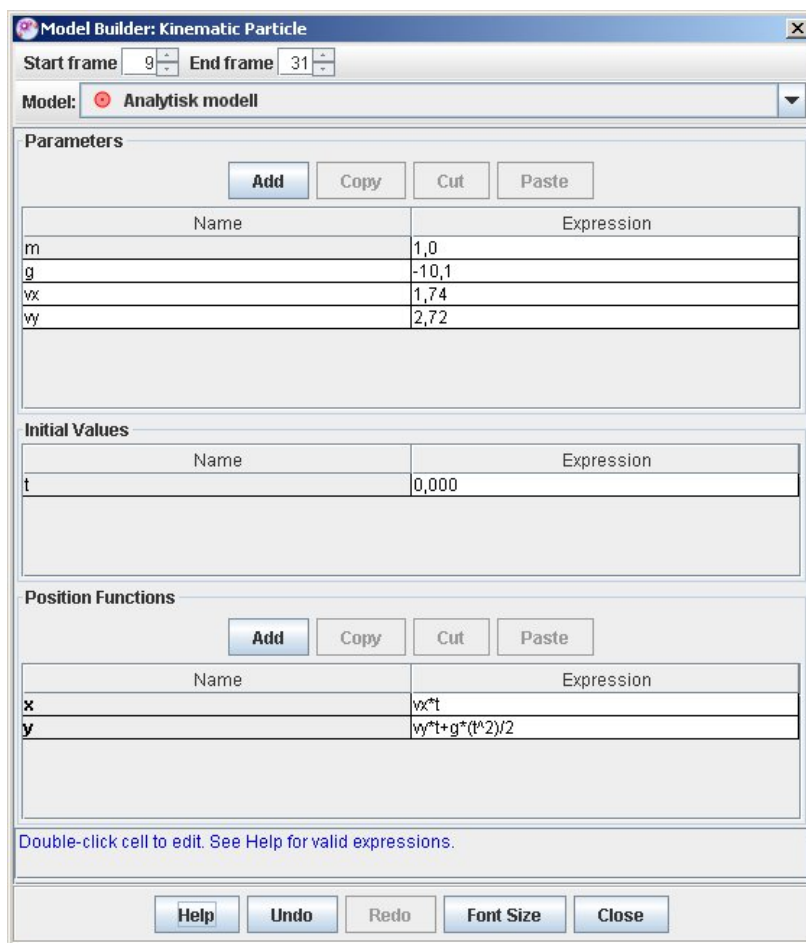 Model Builder: Kinematic Particle
Start frame 9 End frame 31
Model: Analytisk modell
Parameters
Add Copy Cut Paste
Name Expression
m 1,0
g -10,1
vx 1,74
vy 2,72
Initial Values
Name Expression
t 0,000
Position Functions
Add Copy Cut Paste
Name Expression
x vx*t
y vy*t+g*(t^2)/2
Double-click cell to edit. See Help for valid expressions.
Help Undo Redo Font Size Close